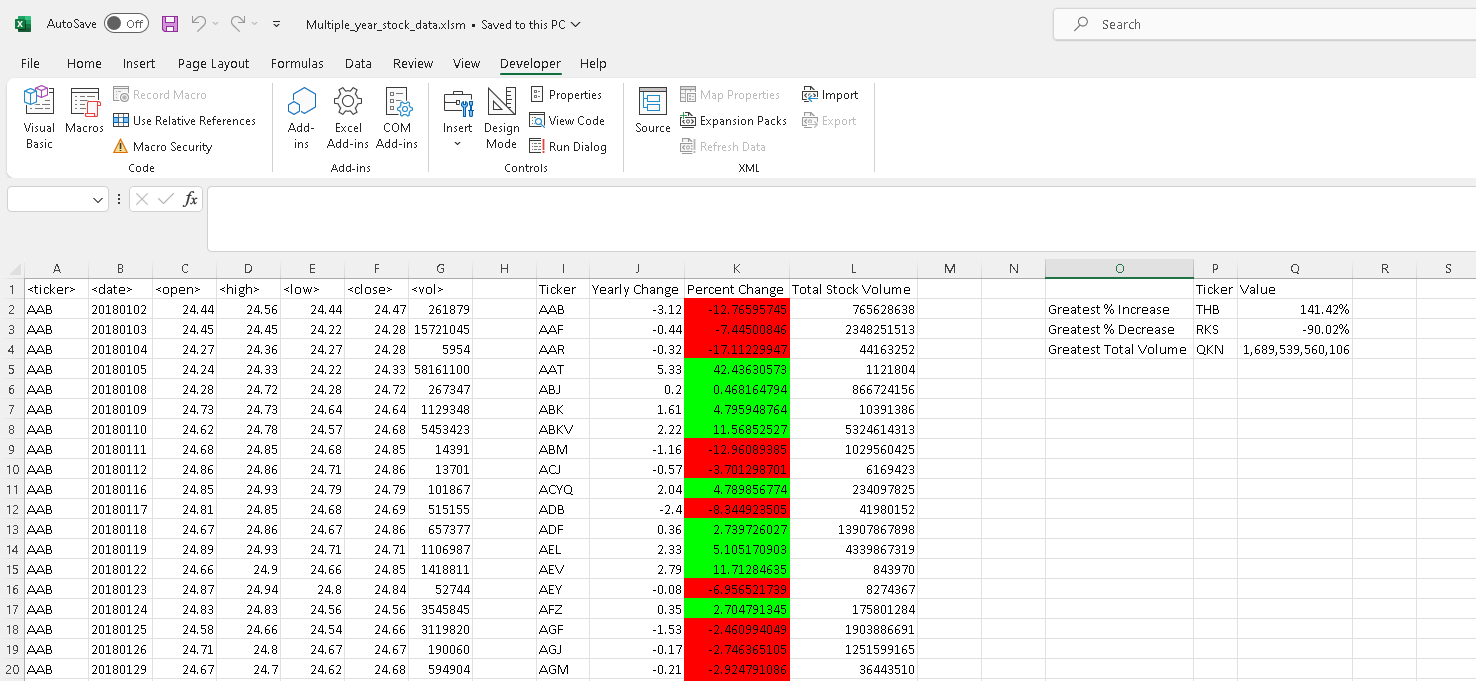 AutoSave Off Multiple_year_stock_data.xlsm • Saved to this PC Search
File Home Insert Page Layout Formulas Data Review View Developer Help
Visual Basic Macros Record Macro Use Relative References Macro Security Add-ins Excel Add-ins COM Add-ins Insert Design Mode Properties View Code Run Dialog Source Map Properties Expansion Packs Refresh Data Import Export
Code Add-ins Controls XML
fx
A B C D E F G H I J K L M N O P Q R S
1 <ticker> <date> <open> <high> <low> <close> <vol> Ticker Yearly Change Percent Change Total Stock Volume Ticker Value
2 AAB 20180102 24.44 24.56 24.44 24.47 261879 AAB -3.12 -12.76595745 765628638 Greatest % Increase THB 141.42%
3 AAB 20180103 24.45 24.45 24.22 24.28 15721045 AAF -0.44 -7.44500846 2348251513 Greatest % Decrease RKS -90.02%
4 AAB 20180104 24.27 24.36 24.27 24.28 5954 AAR -0.32 -17.11229947 44163252 Greatest Total Volume QKN 1,689,539,560,106
5 AAB 20180105 24.24 24.33 24.22 24.33 58161100 AAT 5.33 42.43630573 1121804
6 AAB 20180108 24.28 24.72 24.28 24.72 267347 ABJ 0.2 0.468164794 866724156
7 AAB 20180109 24.73 24.73 24.64 24.64 1129348 ABK 1.61 4.795948764 10391386
8 AAB 20180110 24.62 24.78 24.57 24.68 5453423 ABKV 2.22 11.56852527 5324614313
9 AAB 20180111 24.68 24.85 24.68 24.85 14391 ABM -1.16 -12.96089385 1029560425
10 AAB 20180112 24.86 24.86 24.71 24.86 13701 ACJ -0.57 -3.701298701 6169423
11 AAB 20180116 24.85 24.93 24.79 24.79 101867 ACYQ 2.04 4.789856774 234097825
12 AAB 20180117 24.81 24.85 24.68 24.69 515155 ADB -2.4 -8.344923505 41980152
13 AAB 20180118 24.67 24.86 24.67 24.86 657377 ADF 0.36 2.739726027 13907867898
14 AAB 20180119 24.89 24.93 24.71 24.71 1106987 AEL 2.33 5.105170903 4339867319
15 AAB 20180122 24.66 24.9 24.66 24.85 1418811 AEV 2.79 11.71284635 843970
16 AAB 20180123 24.87 24.94 24.8 24.84 52744 AEY -0.08 -6.956521739 8274367
17 AAB 20180124 24.83 24.83 24.56 24.56 3545845 AFZ 0.35 2.704791345 175801284
18 AAB 20180125 24.58 24.66 24.54 24.66 3119820 AGF -1.53 -2.460994049 1903886691
19 AAB 20180126 24.71 24.8 24.67 24.67 190060 AGJ -0.17 -2.746365105 1251599165
20 AAB 20180129 24.67 24.7 24.62 24.68 594904 AGM -0.21 -2.924791086 36443510